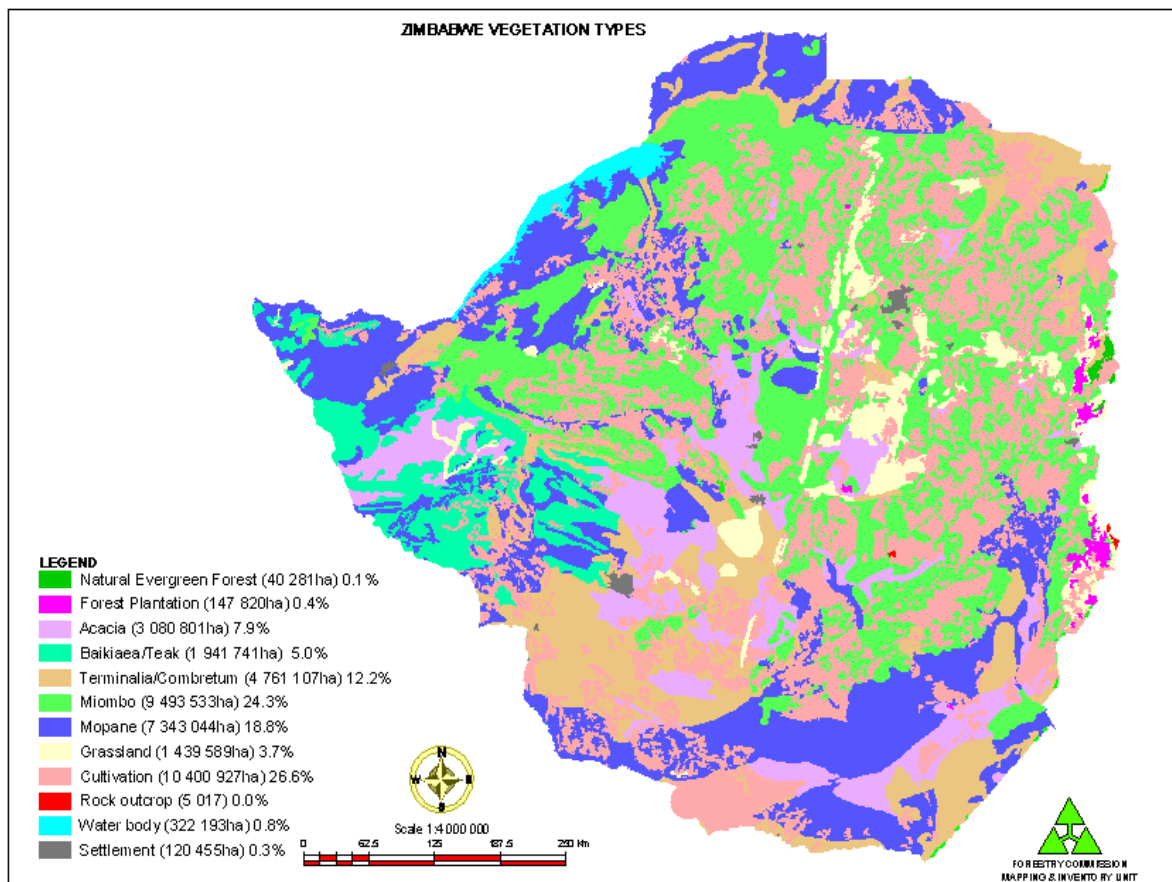 ZIMBABWE VEGETATION TYPES
LEGEND
Natural Evergreen Forest (40 281ha) 0.1%
Forest Plantation (147 820ha) 0.4%
Acacia (3 080 801ha) 7.9%
Baikiaea/Teak (1 941 741ha) 5.0%
Terminalia/Combretum (4 761 107ha) 12.2%
Miombo (9 493 533ha) 24.3%
Mopane (7 343 044ha) 18.8%
Grassland (1 439 589ha) 3.7%
Cultivation (10 400 927ha) 26.6%
Rock outcrop (5 017) 0.0%
Water body (322 193ha) 0.8%
Settlement (120 455ha) 0.3%
N
W E
S
Scale 1:4 000 000
0 62.5 125 187.5 250 Km
FORESTRY COMMISSION
MAPPING & INVENTORY UNIT